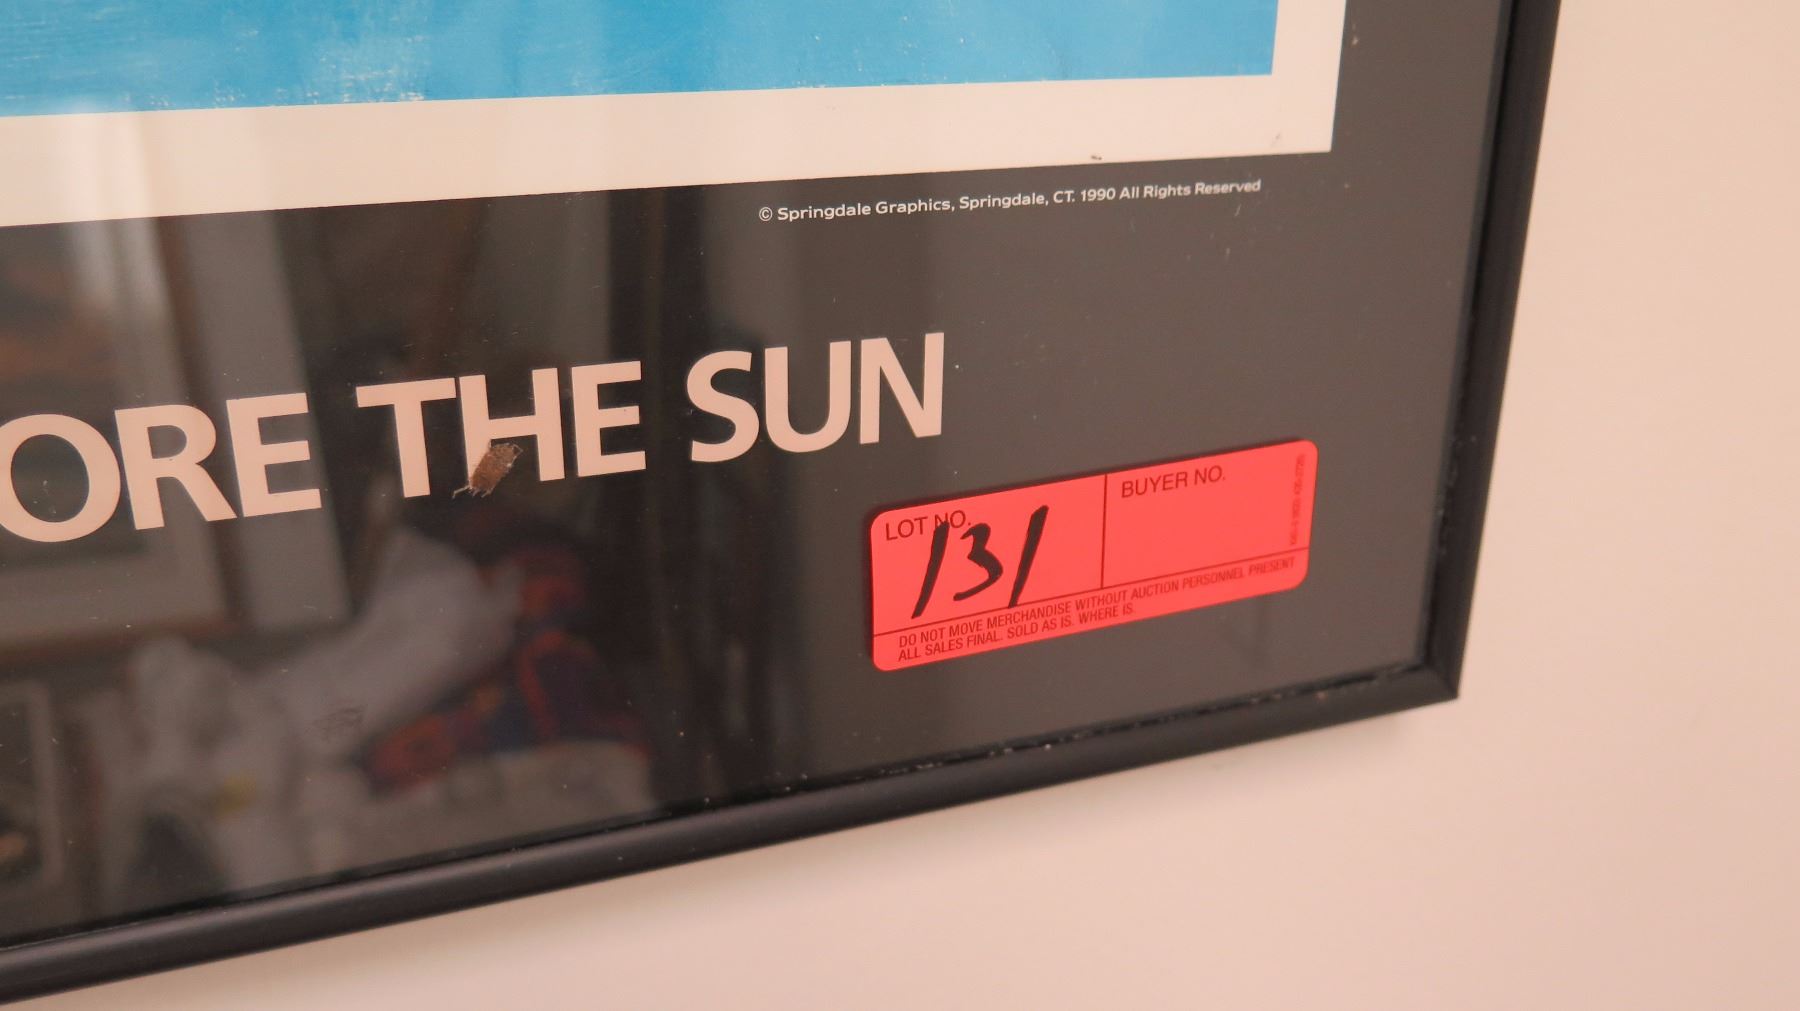 © Springdale Graphics, Springdale, CT. 1990 All Rights Reserved
ORE THE SUN
LOT NO.
131
BUYER NO.
DO NOT MOVE MERCHANDISE WITHOUT AUCTION PERSONNEL PRESENT
ALL SALES FINAL. SOLD AS IS. WHERE IS.